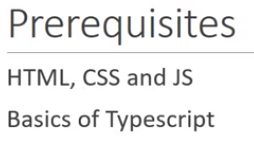 Prerequisites
HTML, CSS and JS
Basics of Typescript